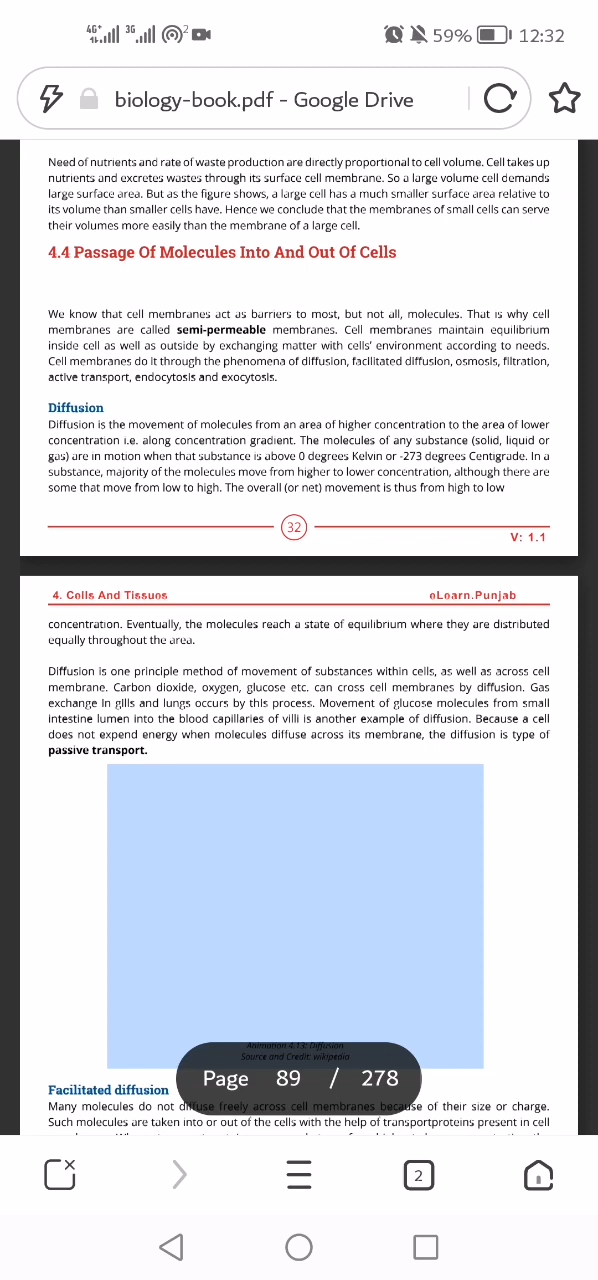 4G+ 3G 2 59% 12:32
biology-book.pdf - Google Drive
Need of nutrients and rate of waste production are directly proportional to cell volume. Cell takes up
nutrients and excretes wastes through its surface cell membrane. So a large volume cell demands
large surface area. But as the figure shows, a large cell has a much smaller surface area relative to
its volume than smaller cells have. Hence we conclude that the membranes of small cells can serve
their volumes more easily than the membrane of a large cell.
4.4 Passage Of Molecules Into And Out Of Cells
We know that cell membranes act as barriers to most, but not all, molecules. That is why cell
membranes are called semi-permeable membranes. Cell membranes maintain equilibrium
inside cell as well as outside by exchanging matter with cells' environment according to needs.
Cell membranes do it through the phenomena of diffusion, facilitated diffusion, osmosis, filtration,
active transport, endocytosis and exocytosis.
Diffusion
Diffusion is the movement of molecules from an area of higher concentration to the area of lower
concentration i.e. along concentration gradient. The molecules of any substance (solid, liquid or
gas) are in motion when that substance is above 0 degrees Kelvin or -273 degrees Centigrade. In a
substance, majority of the molecules move from higher to lower concentration, although there are
some that move from low to high. The overall (or net) movement is thus from high to low
32
V: 1.1
4. Cells And Tissues eLearn.Punjab
concentration. Eventually, the molecules reach a state of equilibrium where they are distributed
equally throughout the area.
Diffusion is one principle method of movement of substances within cells, as well as across cell
membrane. Carbon dioxide, oxygen, glucose etc. can cross cell membranes by diffusion. Gas
exchange in gills and lungs occurs by this process. Movement of glucose molecules from small
intestine lumen into the blood capillaries of villi is another example of diffusion. Because a cell
does not expend energy when molecules diffuse across its membrane, the diffusion is type of
passive transport.
Animation 4.13: Diffusion
Source and Credit: wikipedia
Page 89 / 278
Facilitated diffusion
Many molecules do not diffuse freely across cell membranes because of their size or charge.
Such molecules are taken into or out of the cells with the help of transportproteins present in cell
2